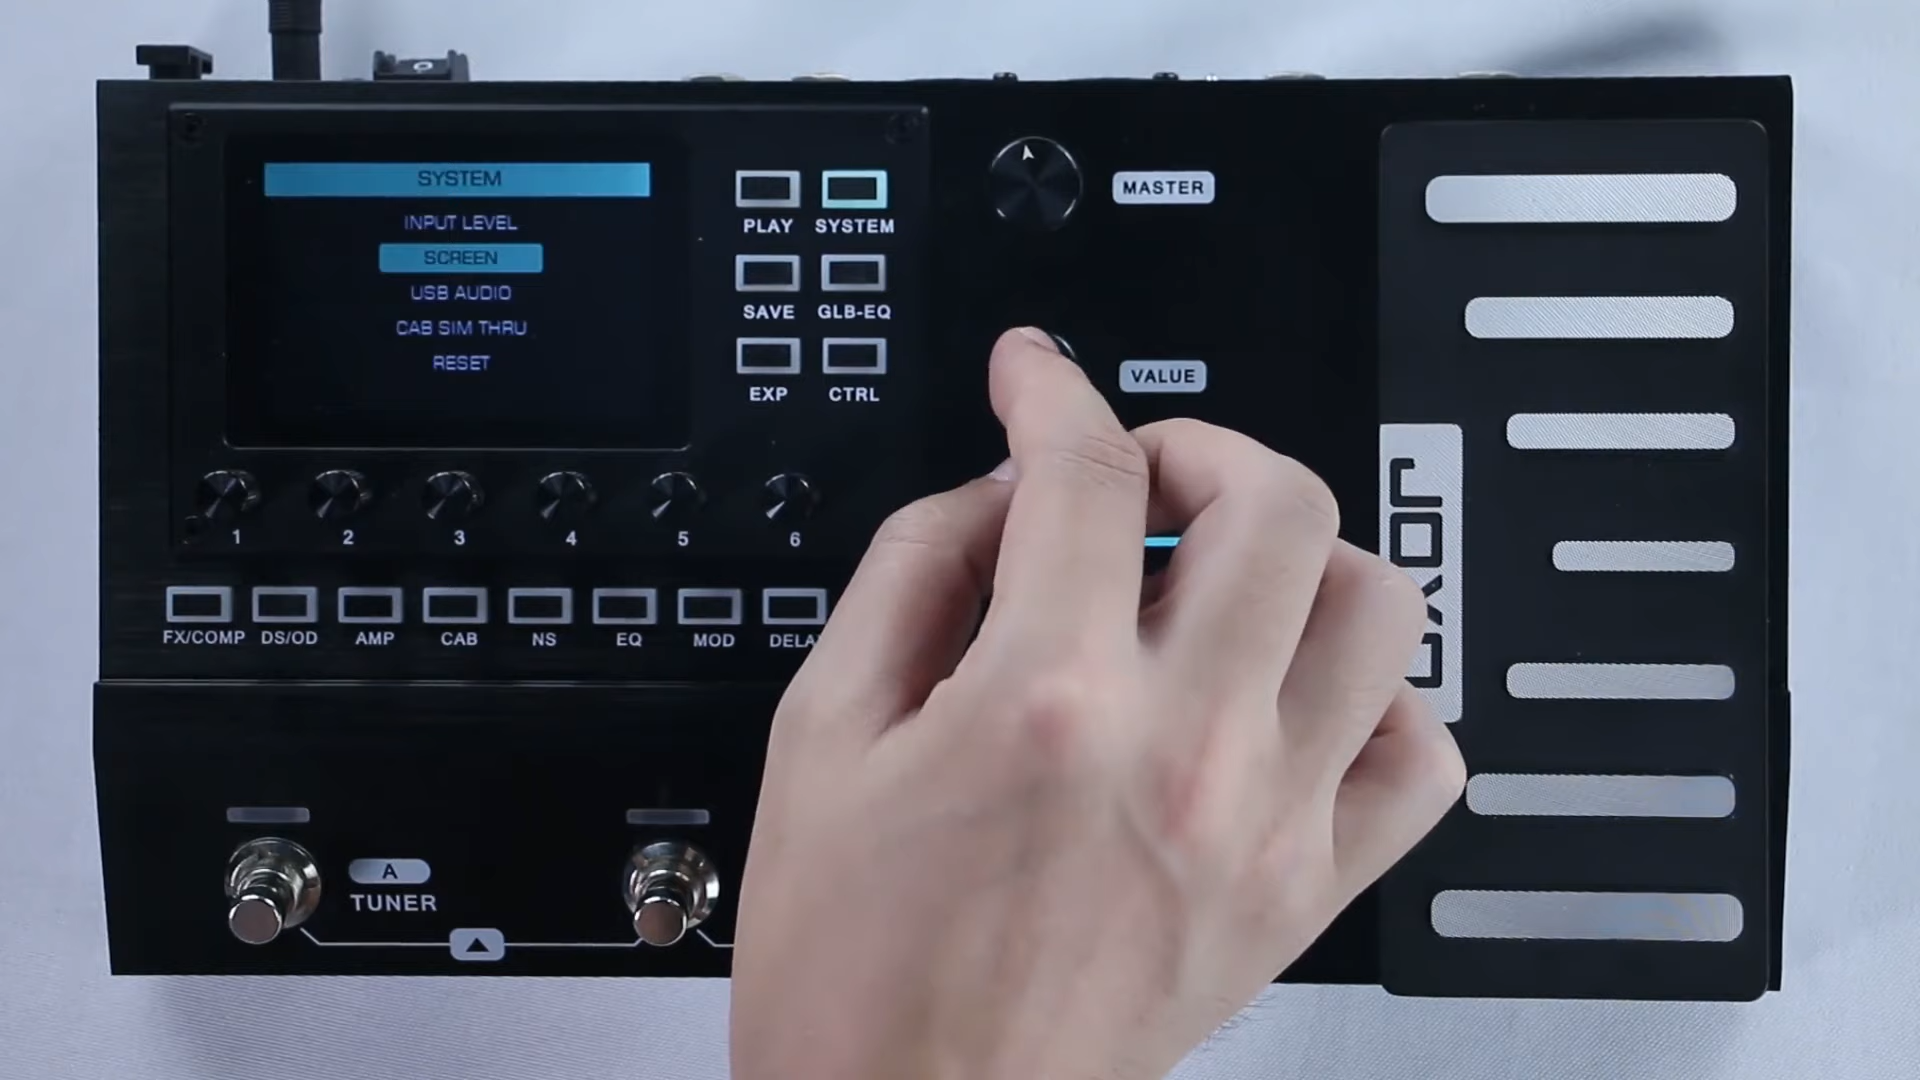 SYSTEM
INPUT LEVEL
SCREEN
USB AUDIO
CAB SIM THRU
RESET
PLAY
SYSTEM
SAVE
GLB-EQ
EXP
CTRL
MASTER
VALUE
1 2 3 4 5 6
FX/COMP DS/OD AMP CAB NS EQ MOD DELAY
A
TUNER
JOYO